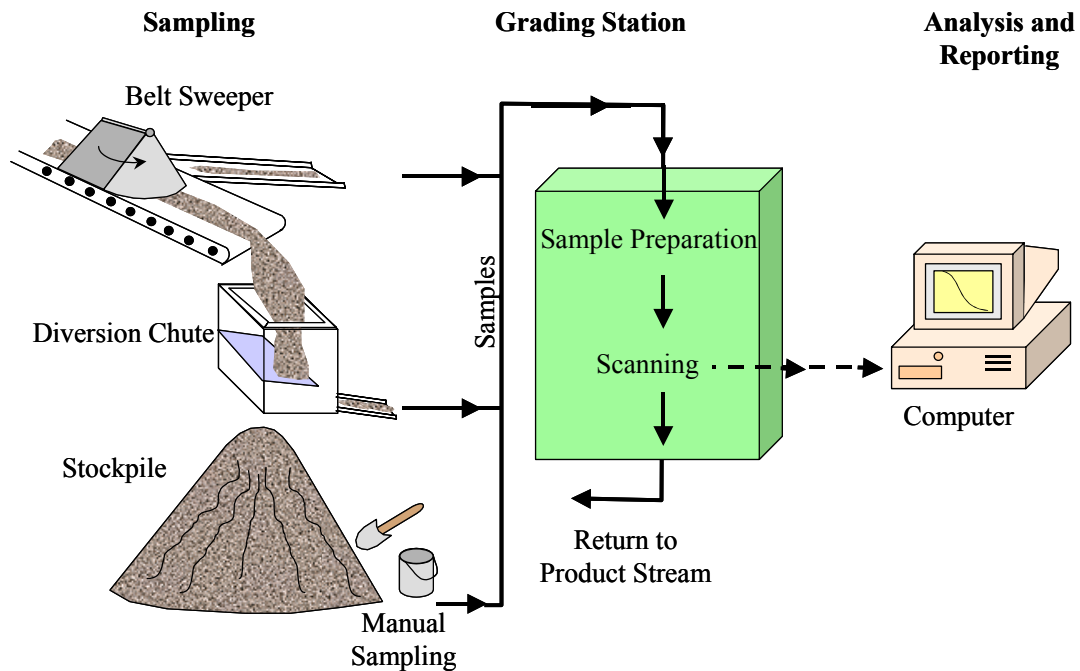 Sampling
Grading Station
Analysis and
Reporting
Belt Sweeper
Diversion Chute
Stockpile
Manual
Sampling
Samples
Sample Preparation
Scanning
Return to
Product Stream
Computer